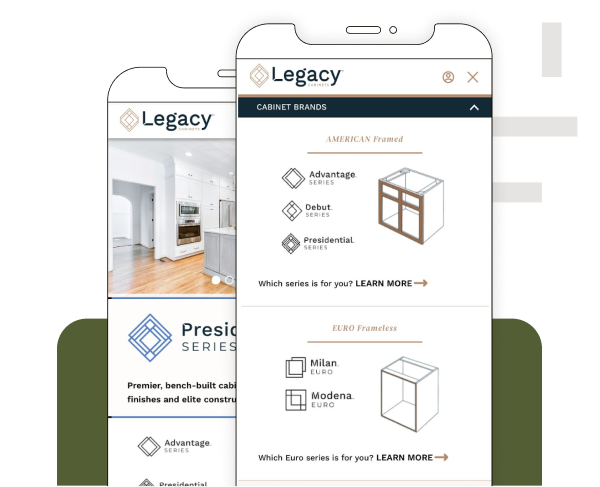 Legacy
CABINETS
CABINET BRANDS
AMERICAN Framed
Advantage.
SERIES
Debut.
SERIES
Presidential.
SERIES
Which series is for you? LEARN MORE
EURO Frameless
Milan.
EURO
Modena.
EURO
Which Euro series is for you? LEARN MORE
Legacy
CABINETS
Presid
SERIES
Premier, bench-built cabi
finishes and elite constru
Advantage.
SERIES
Presidential